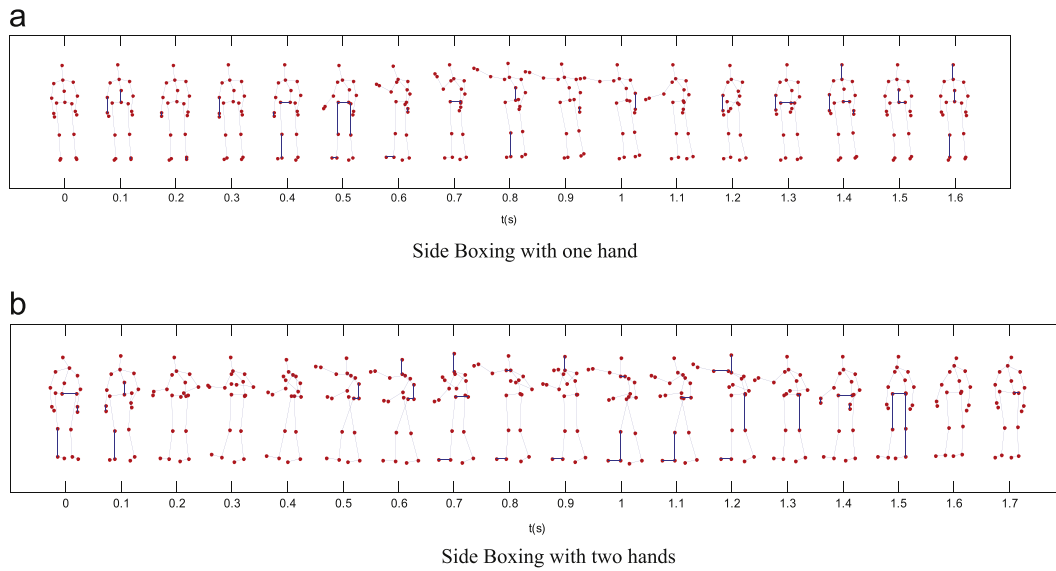 a
0 0.1 0.2 0.3 0.4 0.5 0.6 0.7 0.8 0.9 1 1.1 1.2 1.3 1.4 1.5 1.6
t(s)
Side Boxing with one hand
b
0 0.1 0.2 0.3 0.4 0.5 0.6 0.7 0.8 0.9 1 1.1 1.2 1.3 1.4 1.5 1.6 1.7
t(s)
Side Boxing with two hands